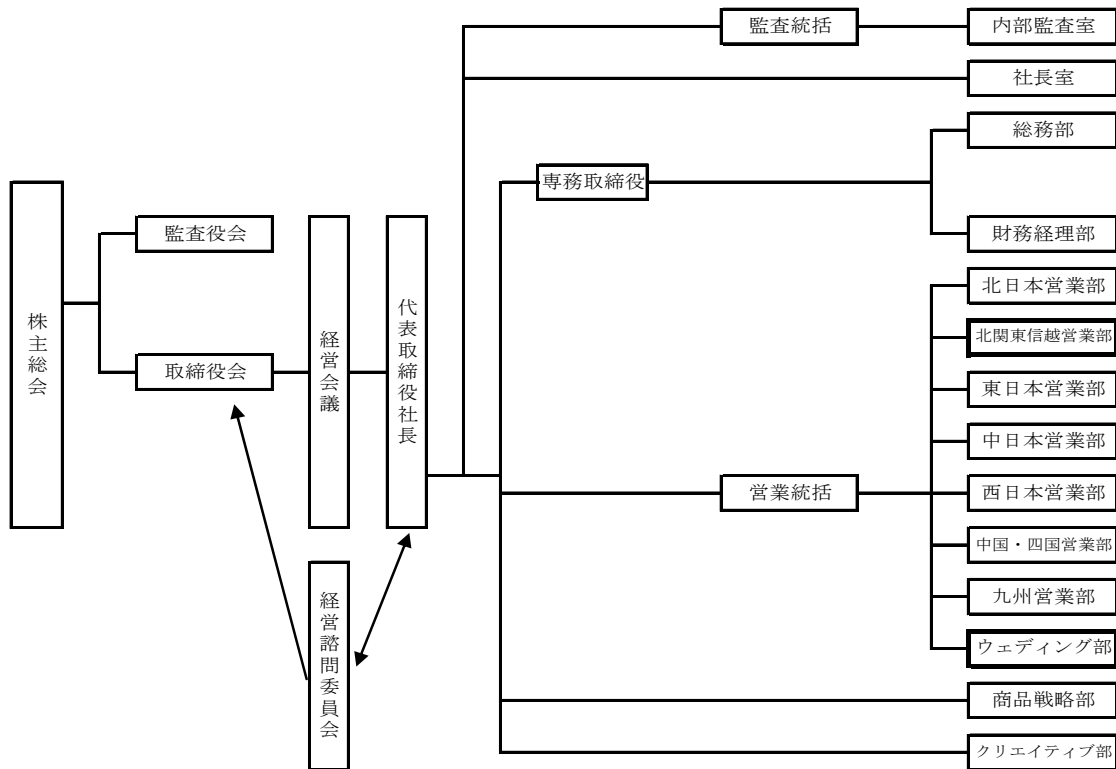 株主総会
監査役会
取締役会
経営会議
経営諮問委員会
代表取締役社長
監査統括
内部監査室
社長室
専務取締役
総務部
財務経理部
営業統括
北日本営業部
北関東信越営業部
東日本営業部
中日本営業部
西日本営業部
中国・四国営業部
九州営業部
ウェディング部
商品戦略部
クリエイティブ部